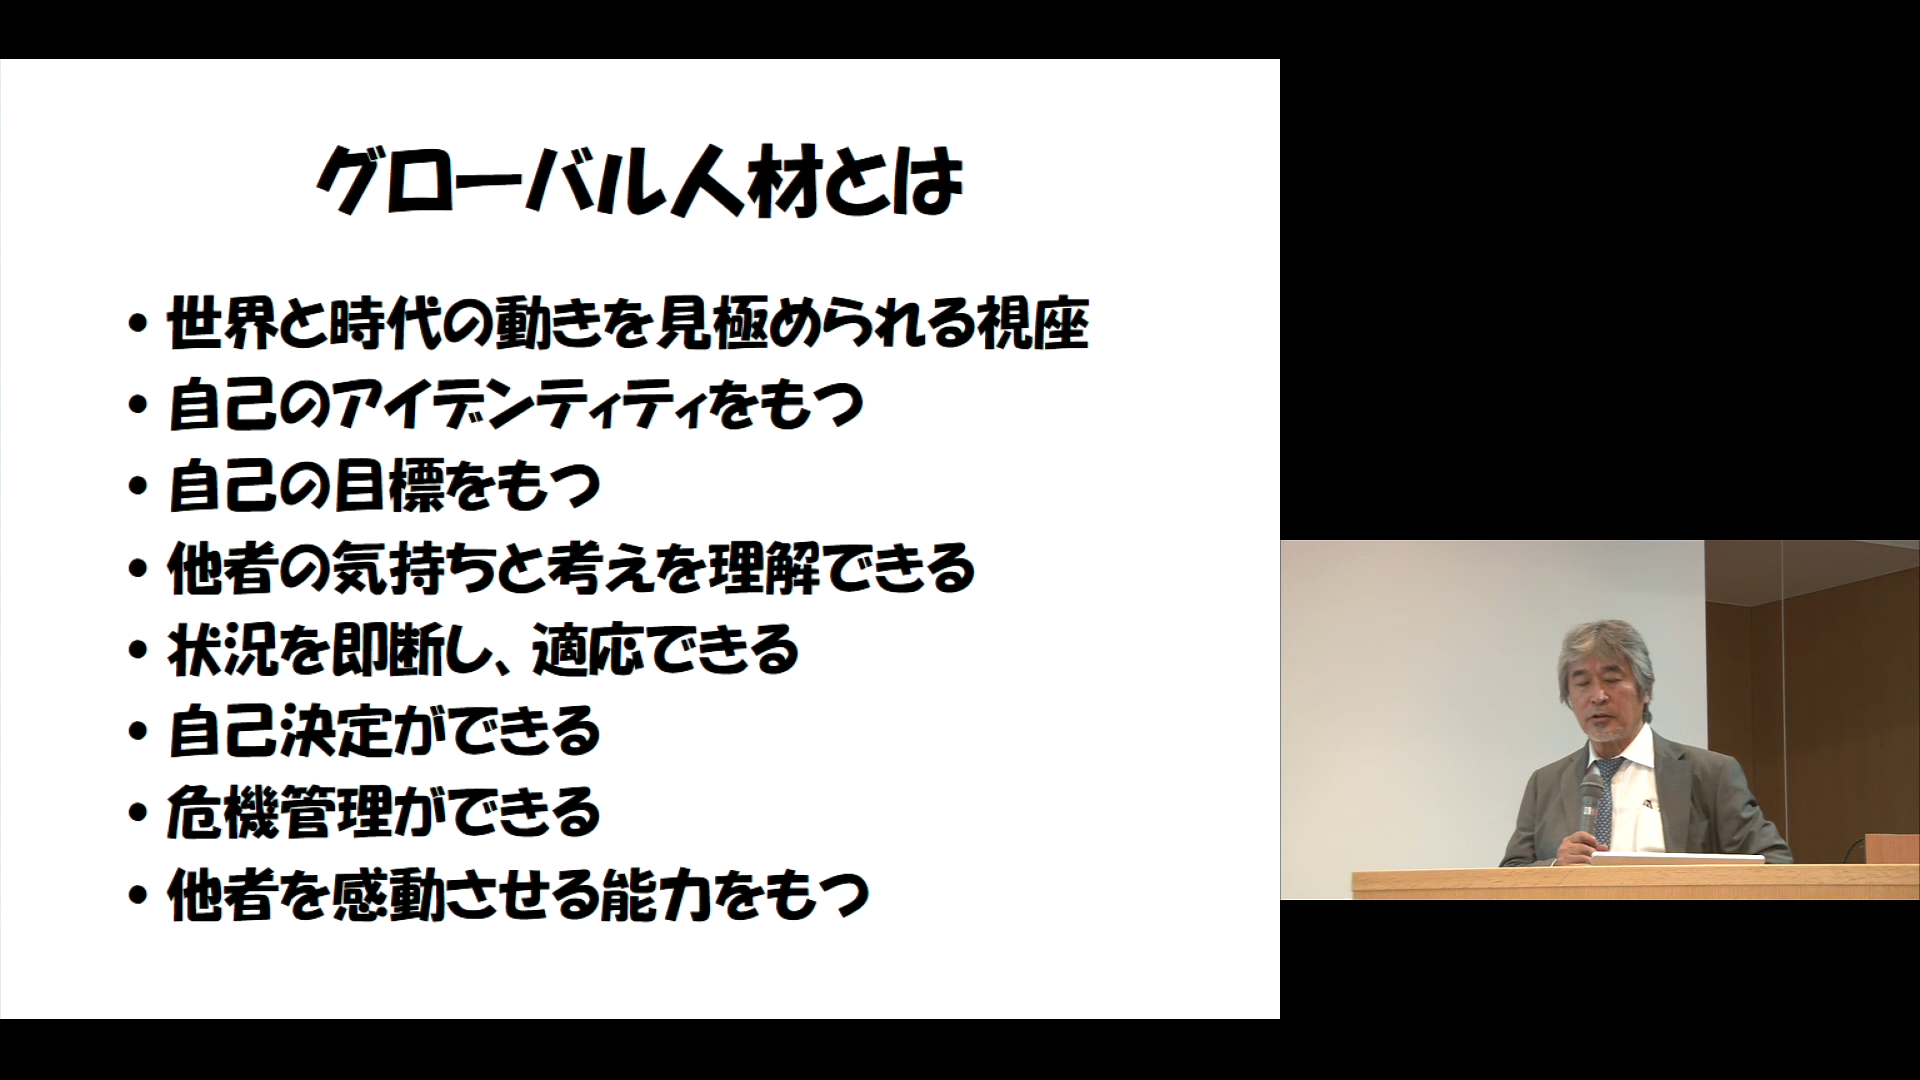 グローバル人材とは
• 世界と時代の動きを見極められる視座
• 自己のアイデンティティをもつ
• 自己の目標をもつ
• 他者の気持ちと考えを理解できる
• 状況を即断し、適応できる
• 自己決定ができる
• 危機管理ができる
• 他者を感動させる能力をもつ